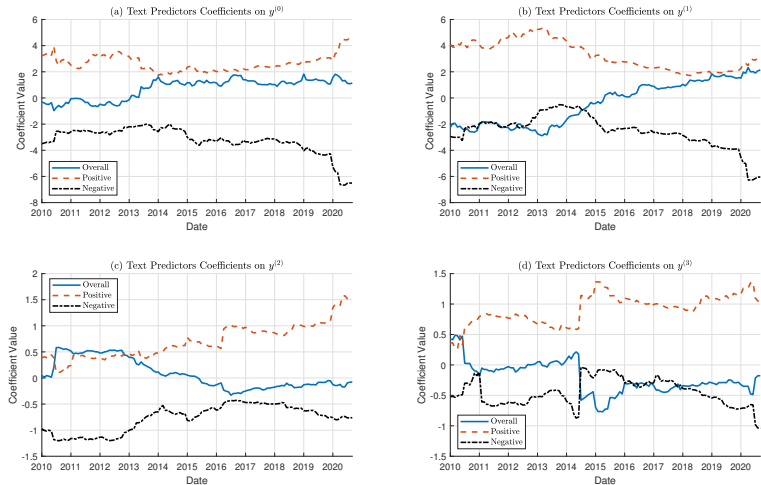 (a) Text Predictors Coefficients on y⁽⁰⁾
6
4
2
0
-2
-4
-6
-8
Coefficient Value
Overall
Positive
Negative
2010 2011 2012 2013 2014 2015 2016 2017 2018 2019 2020
Date
(b) Text Predictors Coefficients on y⁽¹⁾
6
4
2
0
-2
-4
-6
-8
Coefficient Value
Overall
Positive
Negative
2010 2011 2012 2013 2014 2015 2016 2017 2018 2019 2020
Date
(c) Text Predictors Coefficients on y⁽²⁾
2
1.5
1
0.5
0
-0.5
-1
-1.5
Coefficient Value
Overall
Positive
Negative
2010 2011 2012 2013 2014 2015 2016 2017 2018 2019 2020
Date
(d) Text Predictors Coefficients on y⁽³⁾
1.5
1
0.5
0
-0.5
-1
-1.5
Coefficient Value
Overall
Positive
Negative
2010 2011 2012 2013 2014 2015 2016 2017 2018 2019 2020
Date